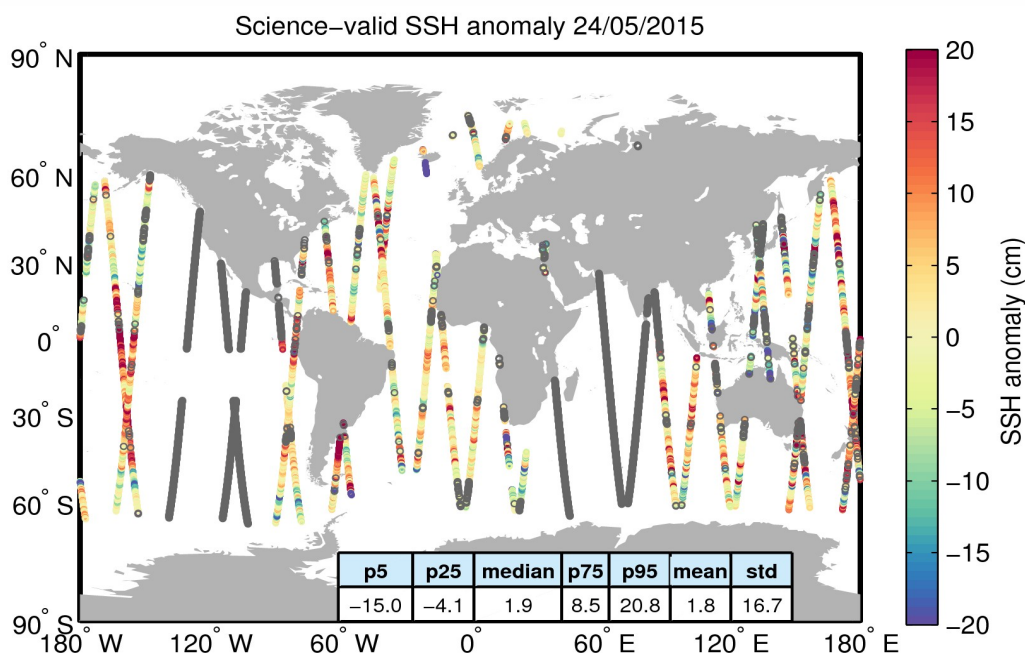 Science−valid SSH anomaly 24/05/2015
90° N
60° N
30° N
0°
30° S
60° S
90° S
180° W
120° W
60° W
0°
60° E
120° E
180° E
p5 p25 median p75 p95 mean std
−15.0 −4.1 1.9 8.5 20.8 1.8 16.7
20
15
10
5
0
−5
−10
−15
−20
SSH anomaly (cm)